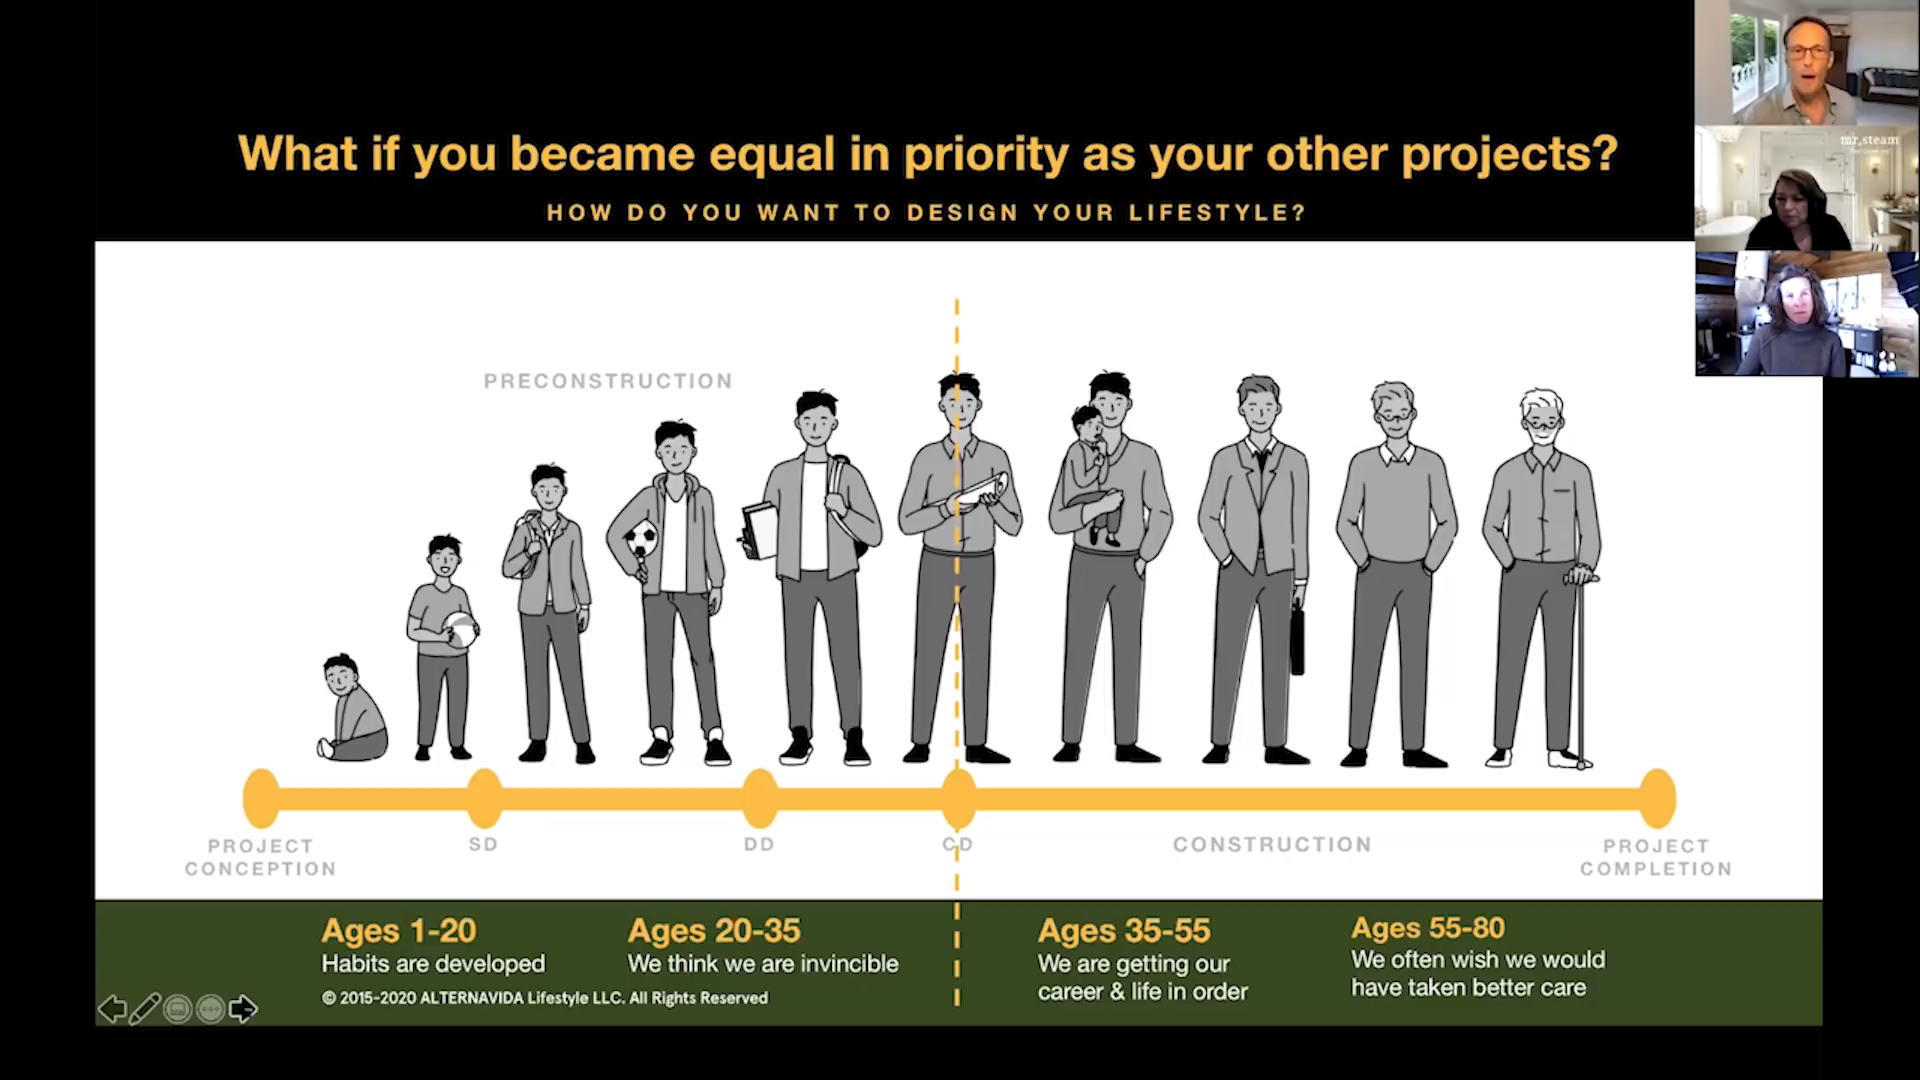 What if you became equal in priority as your other projects?
HOW DO YOU WANT TO DESIGN YOUR LIFESTYLE?
mr.steam
PRECONSTRUCTION
PROJECT
CONCEPTION
SD
DD
CD
CONSTRUCTION
PROJECT
COMPLETION
Ages 1-20
Habits are developed
Ages 20-35
We think we are invincible
Ages 35-55
We are getting our
career & life in order
Ages 55-80
We often wish we would
have taken better care
© 2015-2020 ALTERNAVIDA Lifestyle LLC. All Rights Reserved